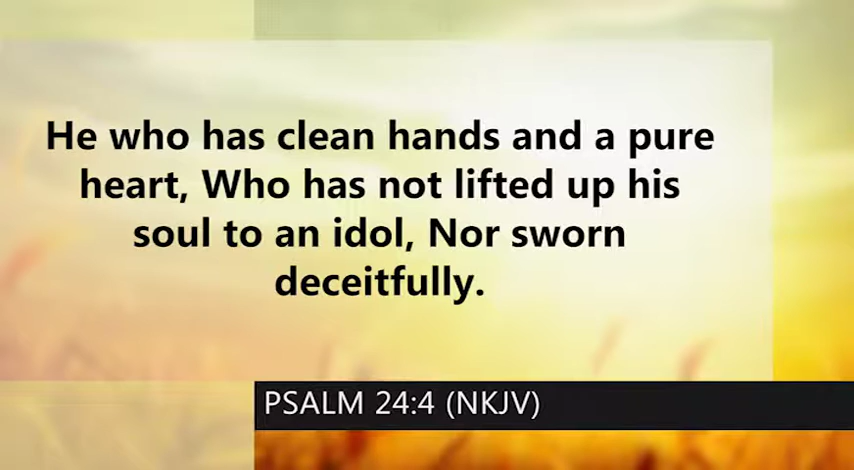 He who has clean hands and a pure
heart, Who has not lifted up his
soul to an idol, Nor sworn
deceitfully.
PSALM 24:4 (NKJV)